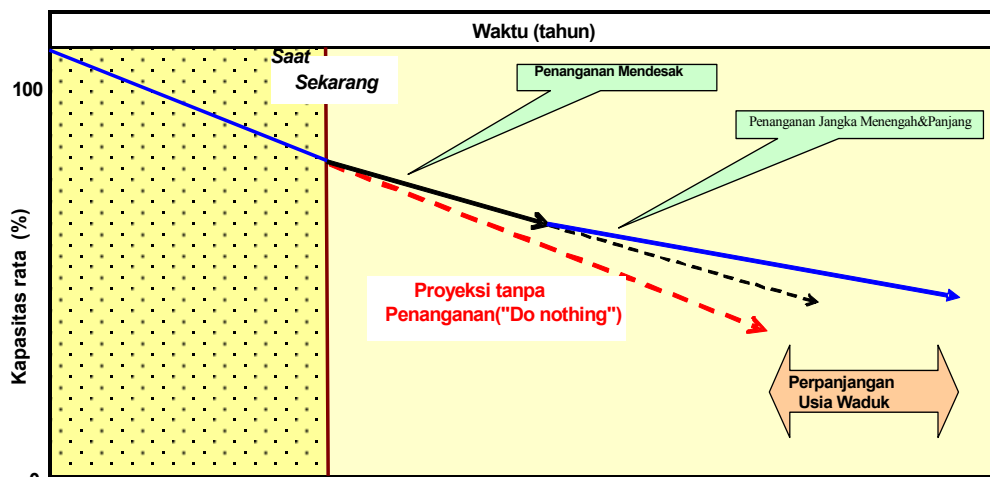 Waktu (tahun)
Saat
Sekarang
Penanganan Mendesak
100
Penanganan Jangka Menengah&Panjang
Kapasitas rata (%)
Proyeksi tanpa
Penanganan("Do nothing")
Perpanjangan
Usia Waduk
0